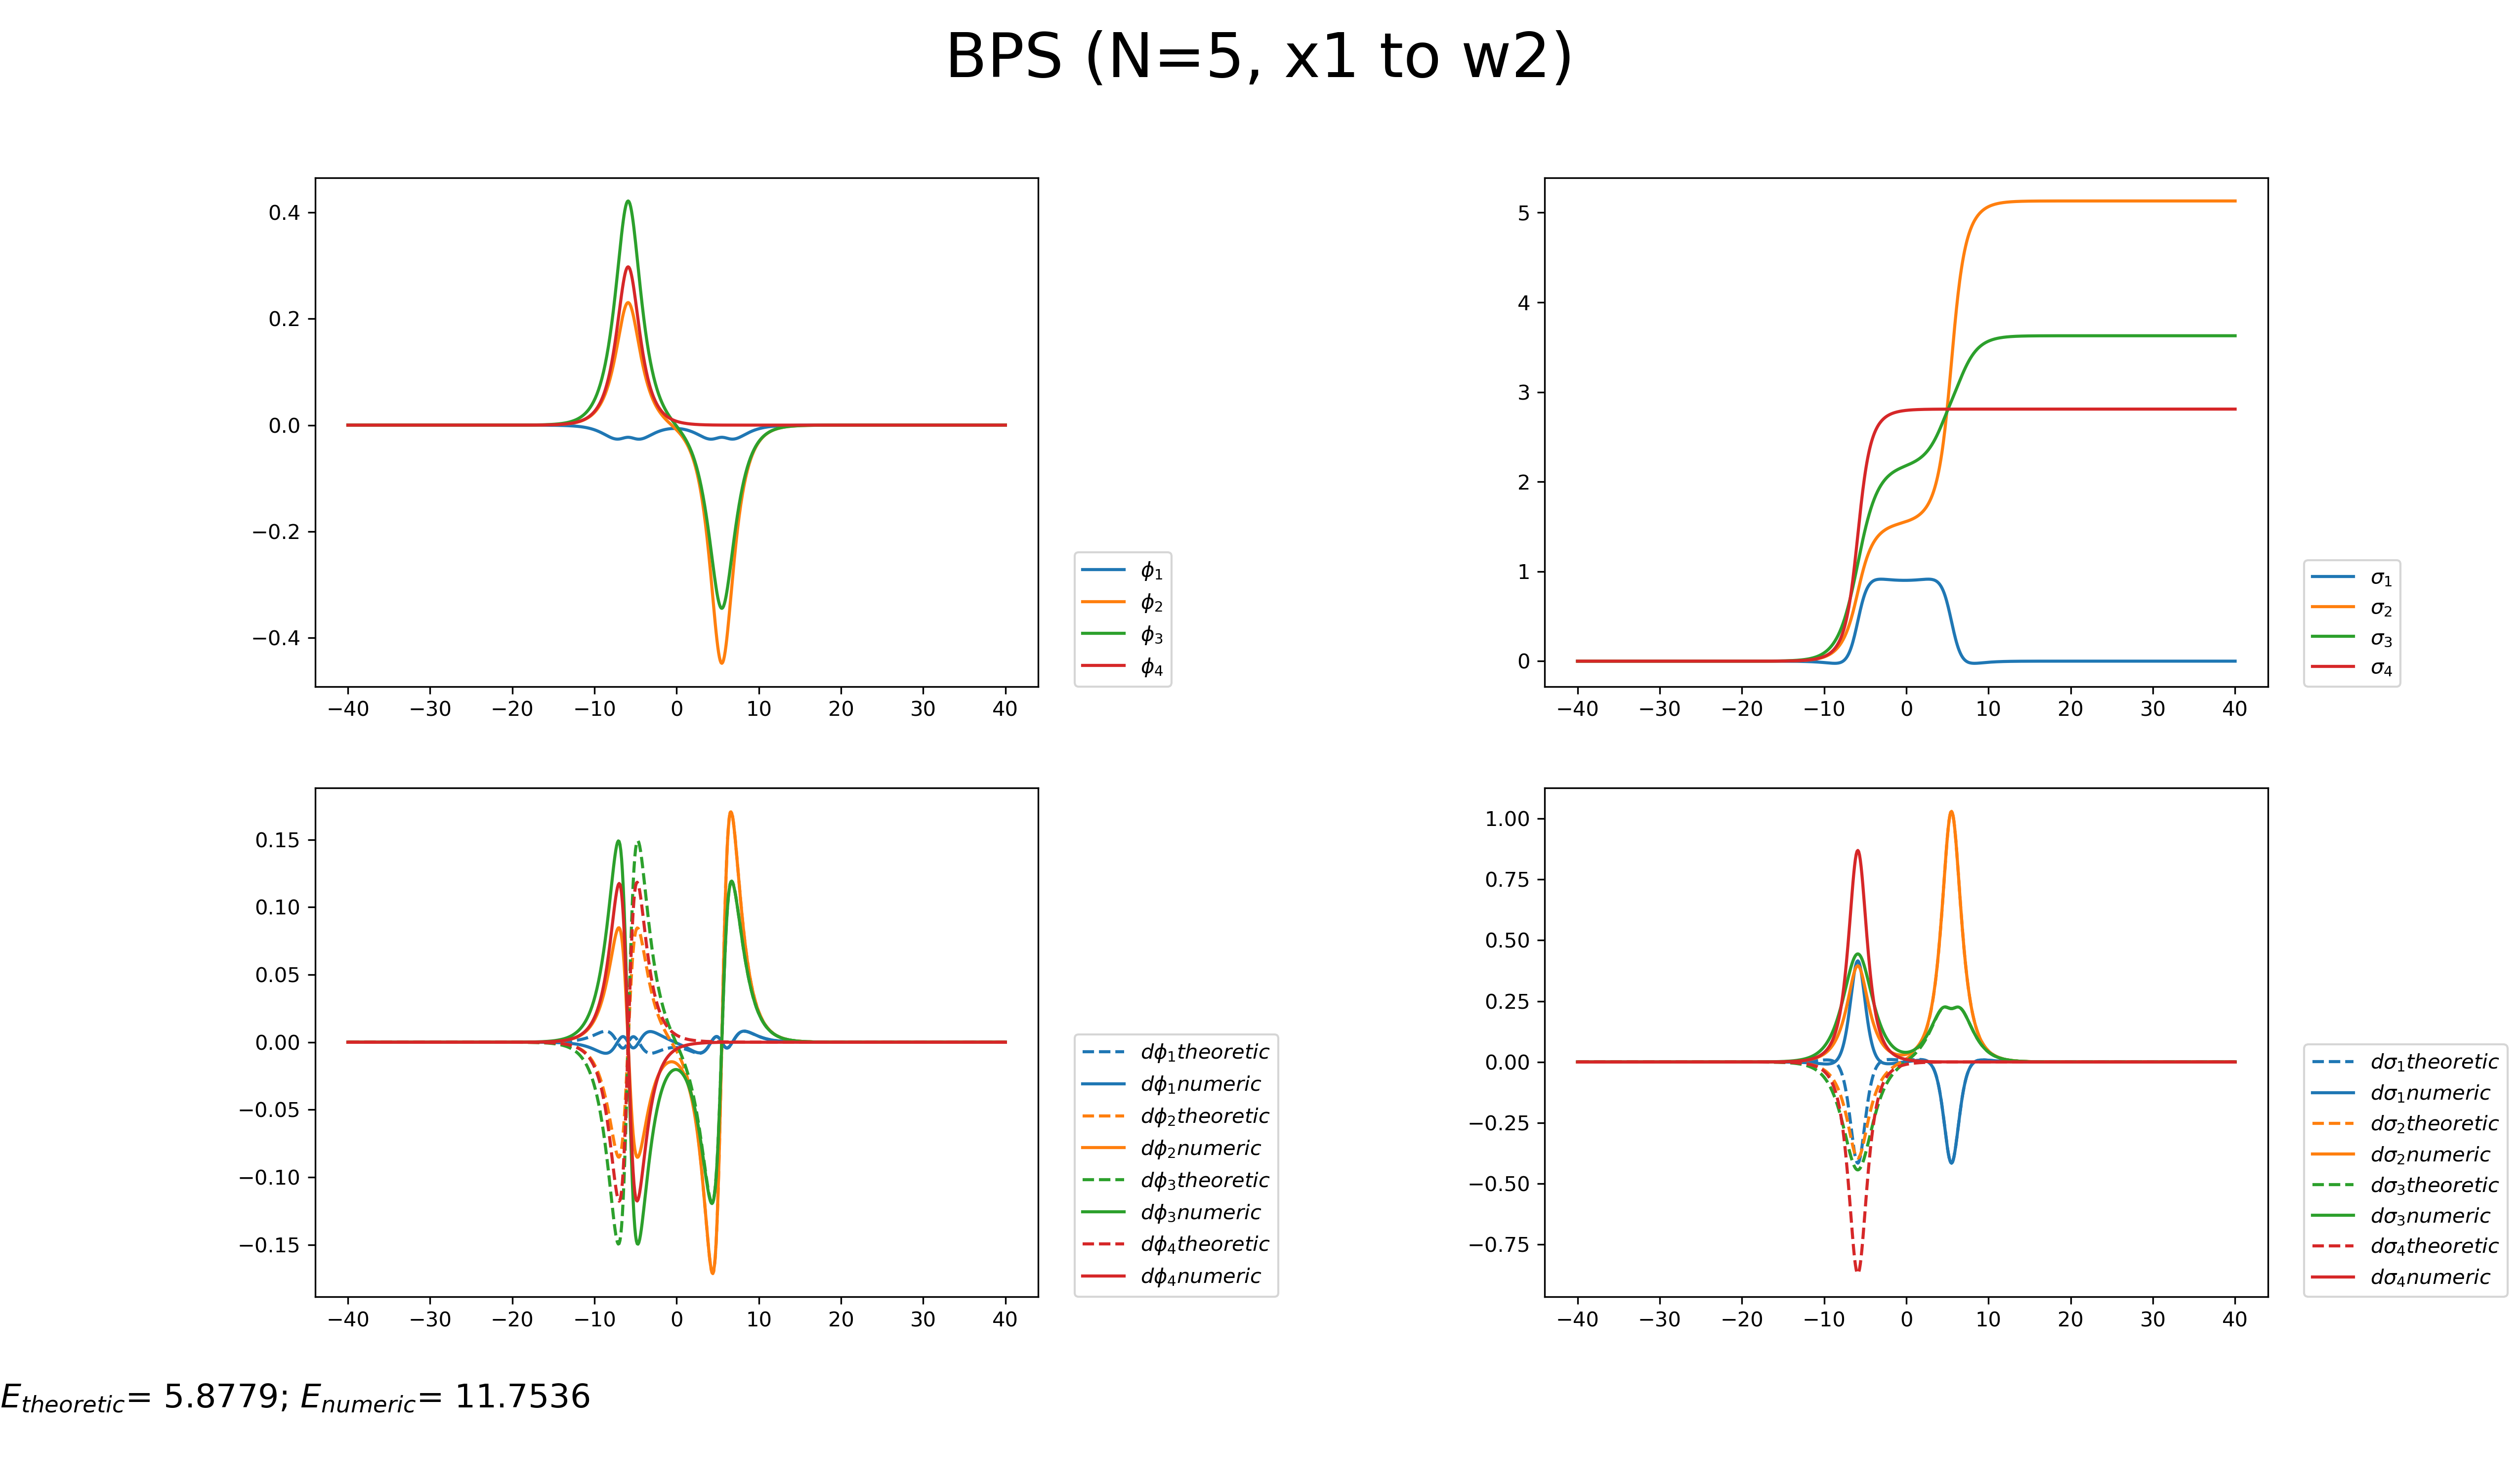 BPS (N=5, x1 to w2)
0.4
0.2
0.0
−0.2
−0.4
−40 −30 −20 −10 0 10 20 30 40
ϕ₁
ϕ₂
ϕ₃
ϕ₄
5
4
3
2
1
0
−40 −30 −20 −10 0 10 20 30 40
σ₁
σ₂
σ₃
σ₄
0.15
0.10
0.05
0.00
−0.05
−0.10
−0.15
−40 −30 −20 −10 0 10 20 30 40
dϕ₁theoretic
dϕ₁numeric
dϕ₂theoretic
dϕ₂numeric
dϕ₃theoretic
dϕ₃numeric
dϕ₄theoretic
dϕ₄numeric
1.00
0.75
0.50
0.25
0.00
−0.25
−0.50
−0.75
−40 −30 −20 −10 0 10 20 30 40
dσ₁theoretic
dσ₁numeric
dσ₂theoretic
dσ₂numeric
dσ₃theoretic
dσ₃numeric
dσ₄theoretic
dσ₄numeric
E_theoretic= 5.8779; E_numeric= 11.7536